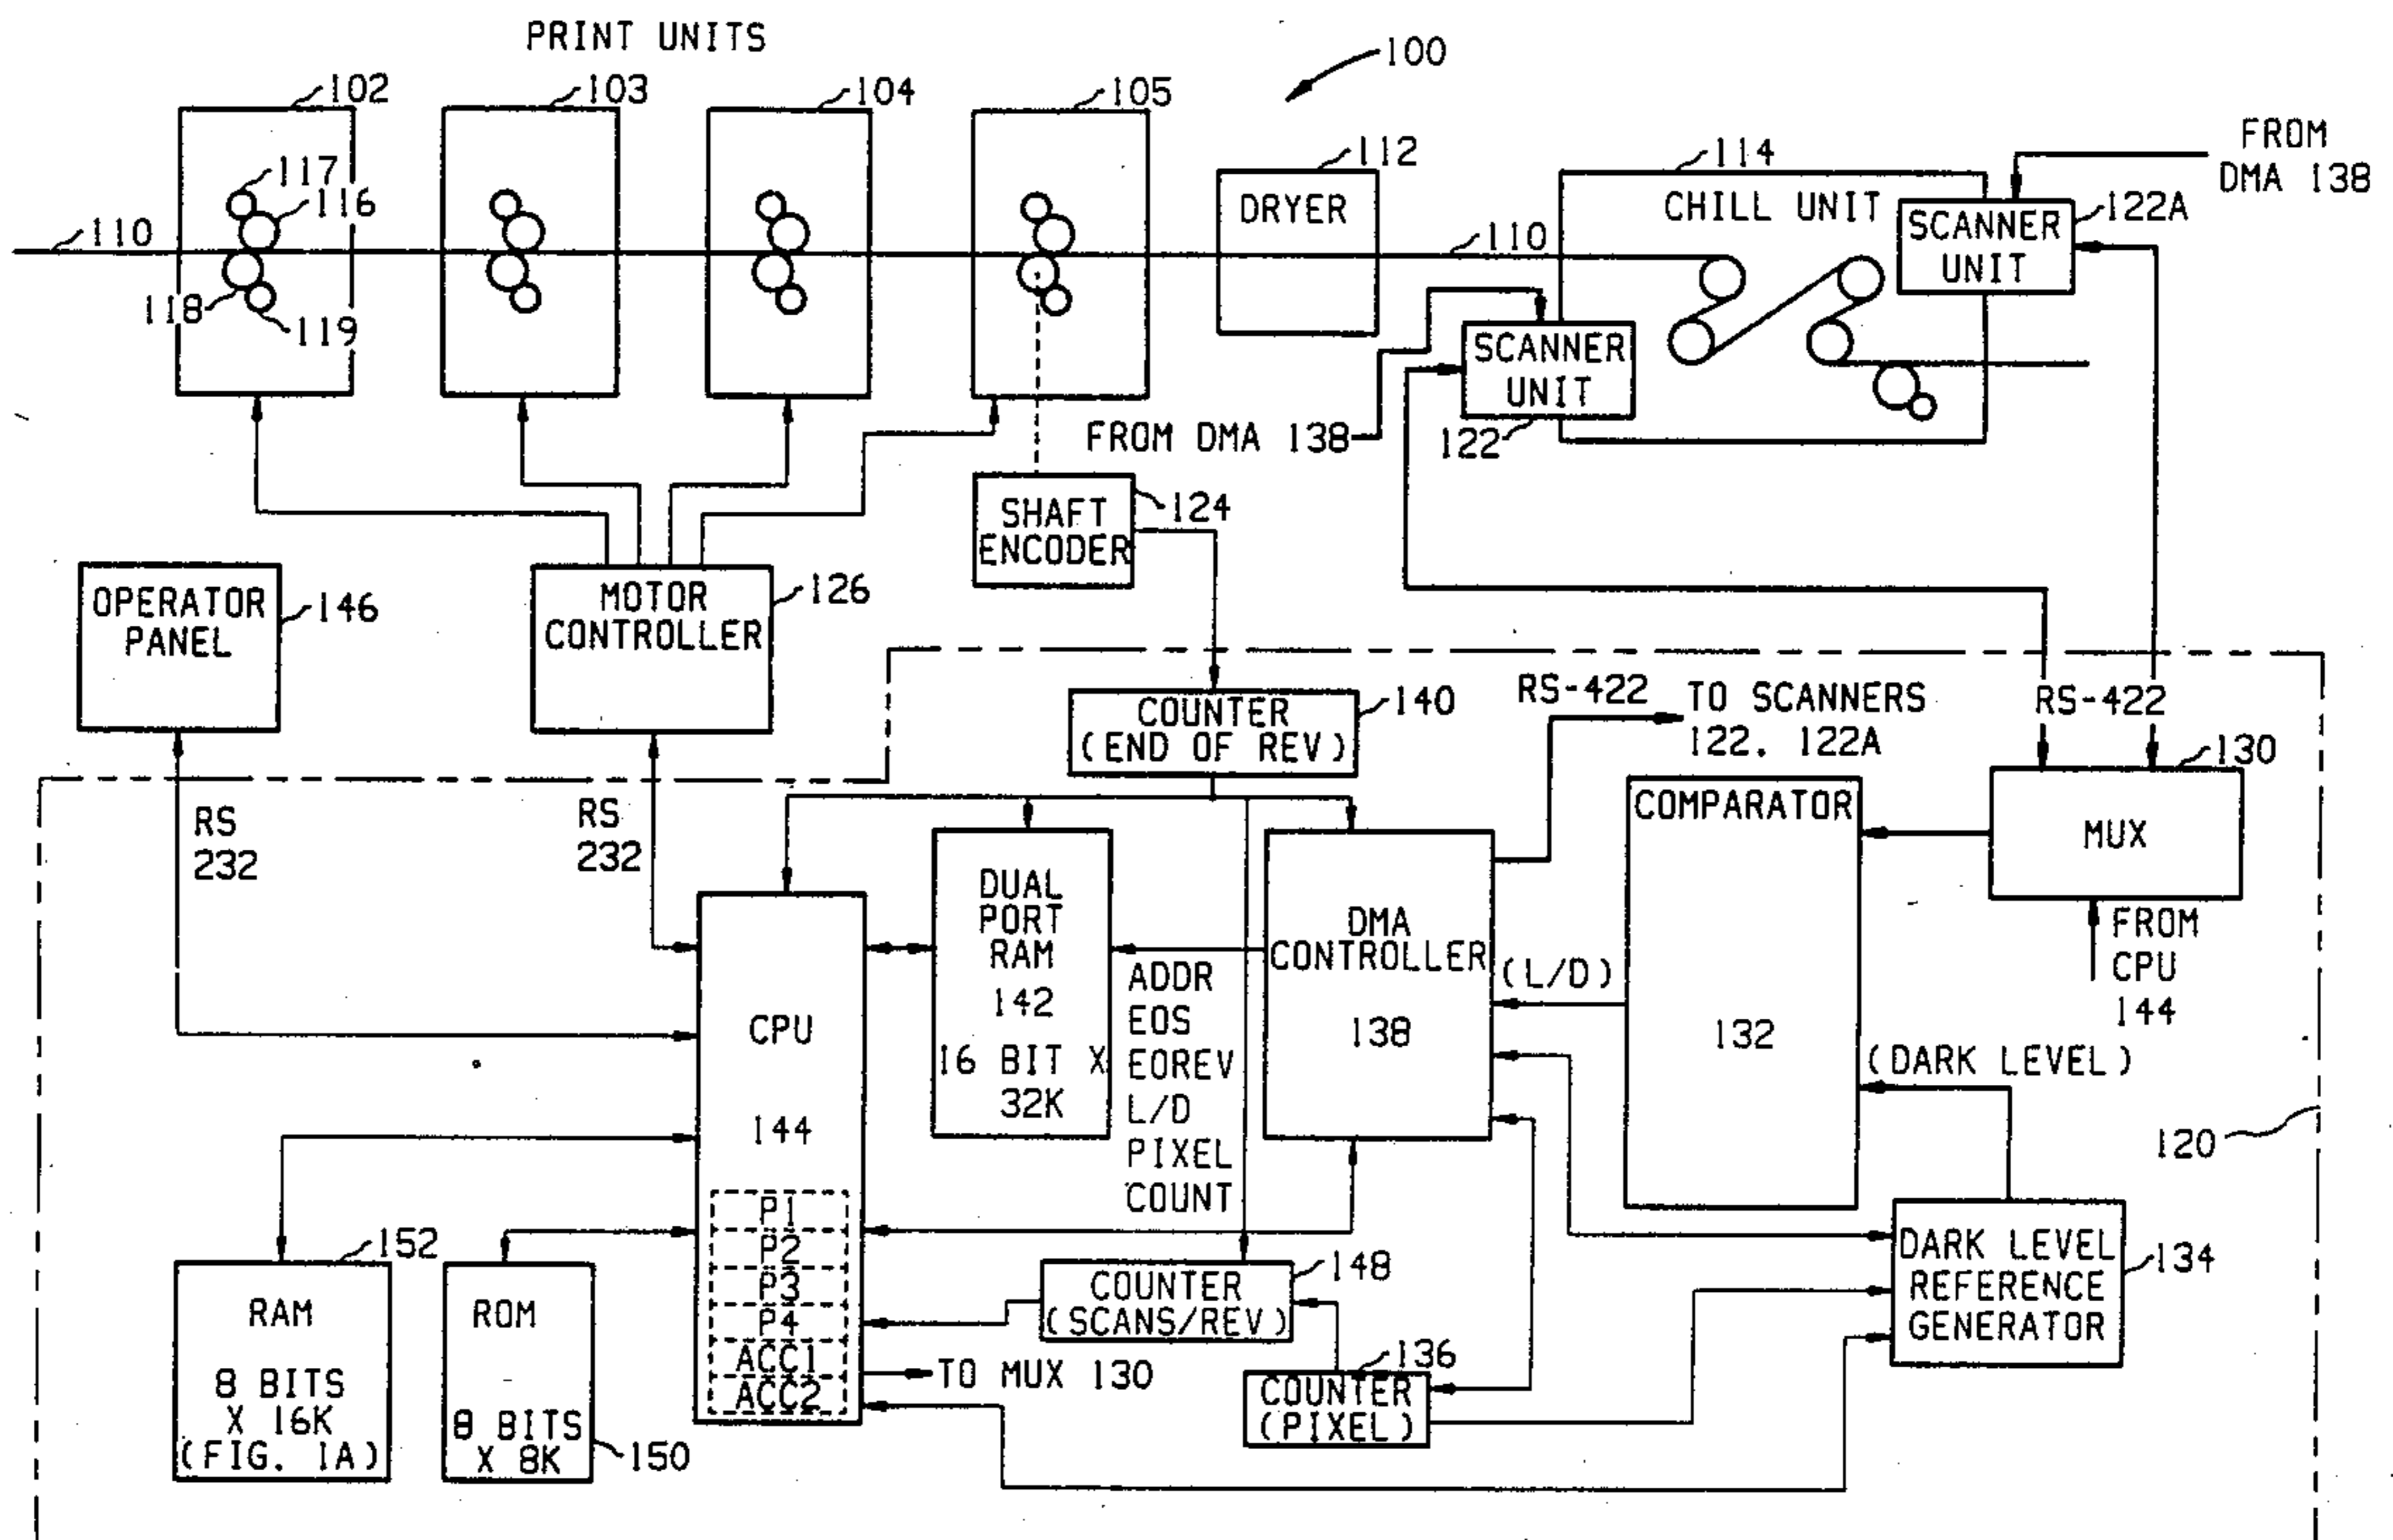 PRINT UNITS
100
102
103
104
105
112
114
FROM
DMA 138
117
116
110
118
119
DRYER
110
CHILL UNIT
SCANNER
UNIT
122A
SCANNER
UNIT
122
FROM DMA 138
SHAFT
ENCODER
124
OPERATOR
PANEL
146
MOTOR
CONTROLLER
126
COUNTER
(END OF REV)
140
RS-422
TO SCANNERS
122. 122A
RS-422
130
MUX
FROM
CPU
144
RS
232
RS
232
COMPARATOR
132
DUAL
PORT
RAM
142
16 BIT X
32K
ADDR
EOS
EOREV
L/D
PIXEL
COUNT
DMA
CONTROLLER
138
(L/D)
(DARK LEVEL)
120
CPU
144
P1
P2
P3
P4
ACC1
ACC2
TO MUX 130
COUNTER
(SCANS/REV)
148
136
COUNTER
(PIXEL)
DARK LEVEL
REFERENCE
GENERATOR
134
152
RAM
8 BITS
X 16K
(FIG. 1A)
ROM
8 BITS
X 8K
150